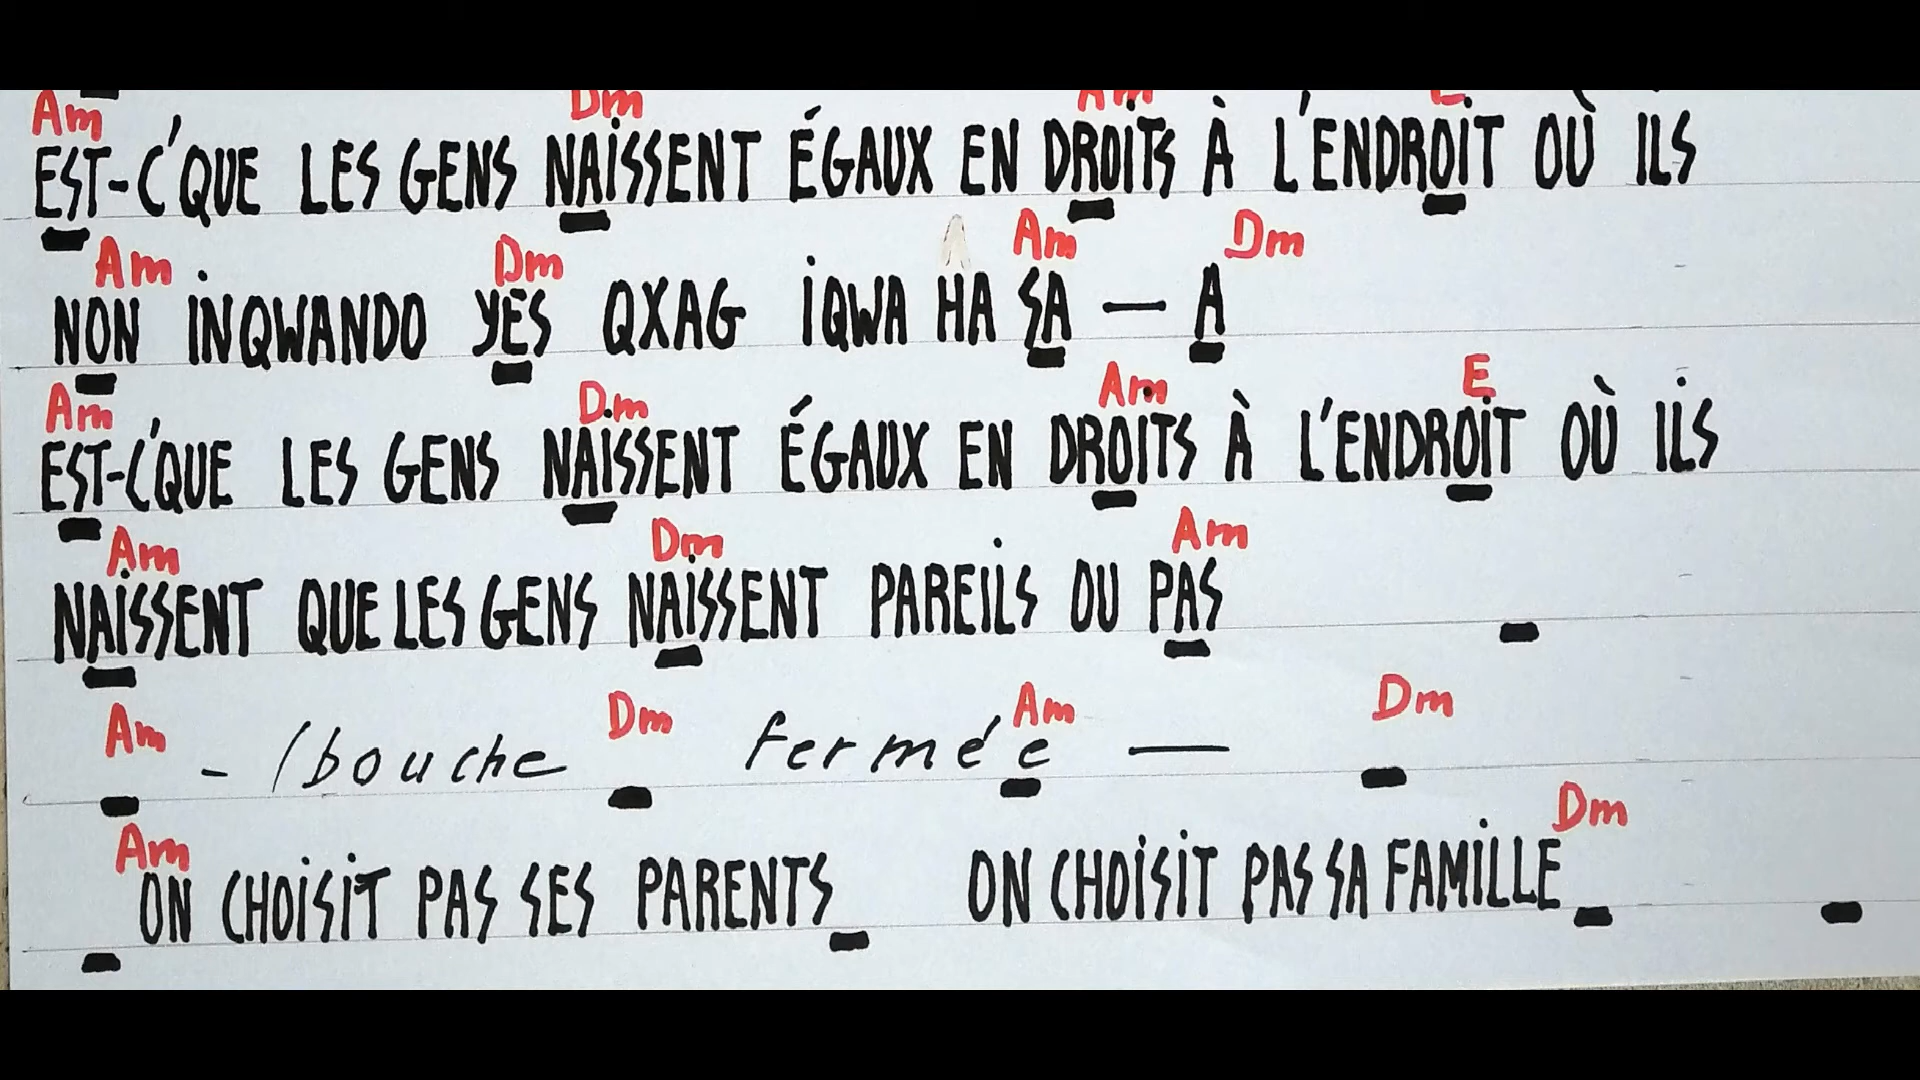 Am Dm Am E
EST-C'QUE LES GENS NAISSENT ÉGAUX EN DROITS À L'ENDROIT OÙ ILS
Am Dm Am Dm
NON INQWANDO YES QXAG IQWA HA SA — A
Am Dm Am E
EST-C'QUE LES GENS NAISSENT ÉGAUX EN DROITS À L'ENDROIT OÙ ILS
Am Dm Am
NAISSENT QUE LES GENS NAISSENT PAREILS OU PAS
Am Dm Am Dm
- (bouche fermée —
Am Dm
ON CHOISIT PAS SES PARENTS_ ON CHOISIT PAS SA FAMILLE_